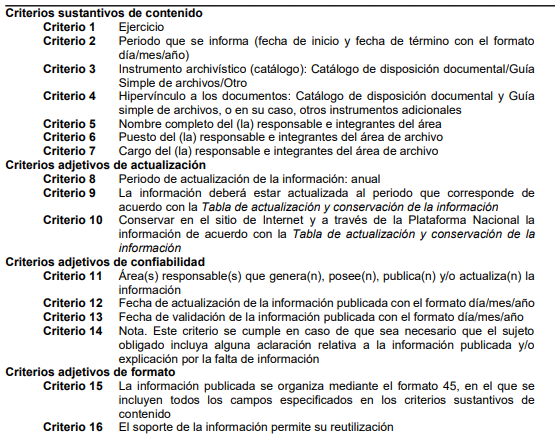 Criterios sustantivos de contenido
Criterio 1 Ejercicio
Criterio 2 Periodo que se informa (fecha de inicio y fecha de término con el formato
día/mes/año)
Criterio 3 Instrumento archivístico (catálogo): Catálogo de disposición documental/Guía
Simple de archivos/Otro
Criterio 4 Hipervínculo a los documentos: Catálogo de disposición documental y Guía
simple de archivos, o en su caso, otros instrumentos adicionales
Criterio 5 Nombre completo del (la) responsable e integrantes del área
Criterio 6 Puesto del (la) responsable e integrantes del área de archivo
Criterio 7 Cargo del (la) responsable e integrantes del área de archivo
Criterios adjetivos de actualización
Criterio 8 Periodo de actualización de la información: anual
Criterio 9 La información deberá estar actualizada al periodo que corresponde de
acuerdo con la Tabla de actualización y conservación de la información
Criterio 10 Conservar en el sitio de Internet y a través de la Plataforma Nacional la
información de acuerdo con la Tabla de actualización y conservación de la
información
Criterios adjetivos de confiabilidad
Criterio 11 Área(s) responsable(s) que genera(n), posee(n), publica(n) y/o actualiza(n) la
información
Criterio 12 Fecha de actualización de la información publicada con el formato día/mes/año
Criterio 13 Fecha de validación de la información publicada con el formato día/mes/año
Criterio 14 Nota. Este criterio se cumple en caso de que sea necesario que el sujeto
obligado incluya alguna aclaración relativa a la información publicada y/o
explicación por la falta de información
Criterios adjetivos de formato
Criterio 15 La información publicada se organiza mediante el formato 45, en el que se
incluyen todos los campos especificados en los criterios sustantivos de
contenido
Criterio 16 El soporte de la información permite su reutilización